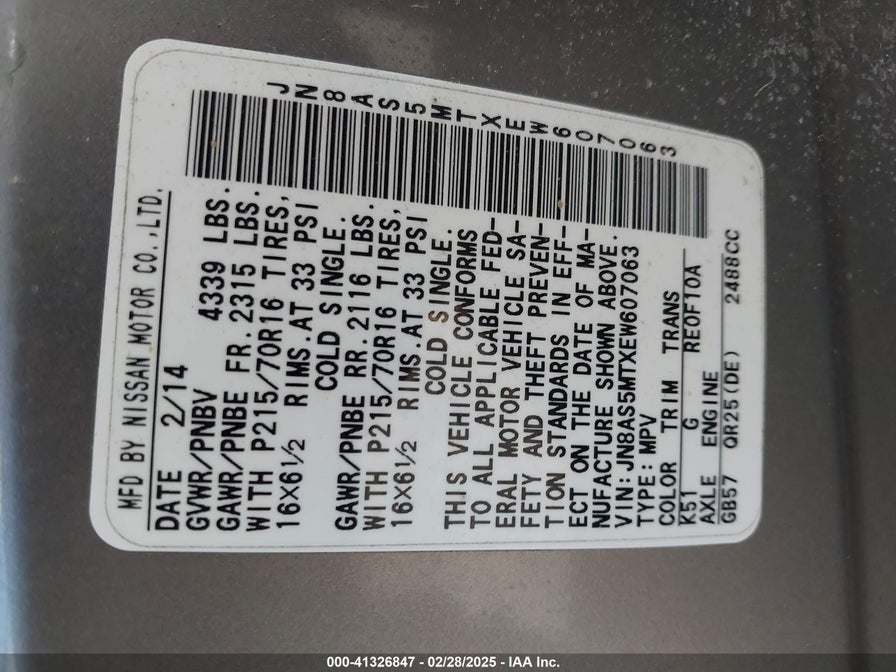 JN8AS5MTXEW607063
MFD BY NISSAN MOTOR CO.,LTD.
DATE 2/14
GVWR/PNBV 4339 LBS.
GAWR/PNBE FR.2315 LBS.
WITH P215/70R16 TIRES,
16X6½ RIMS.AT 33 PSI
COLD SINGLE.
GAWR/PNBE RR.2116 LBS.
WITH P215/70R16 TIRES,
16X6½ RIMS.AT 33 PSI
COLD SINGLE.
THIS VEHICLE CONFORMS
TO ALL APPLICABLE FED-
ERAL MOTOR VEHICLE SA-
FETY AND THEFT PREVEN-
TION STANDARDS IN EFF-
ECT ON THE DATE OF MA-
NUFACTURE SHOWN ABOVE.
VIN:JN8AS5MTXEW607063
TYPE:MPV
COLOR TRIM TRANS
K51 G RE0F10A
AXLE ENGINE
GB57 QR25(DE) 2488CC
000-41326847 - 02/28/2025 - IAA Inc.